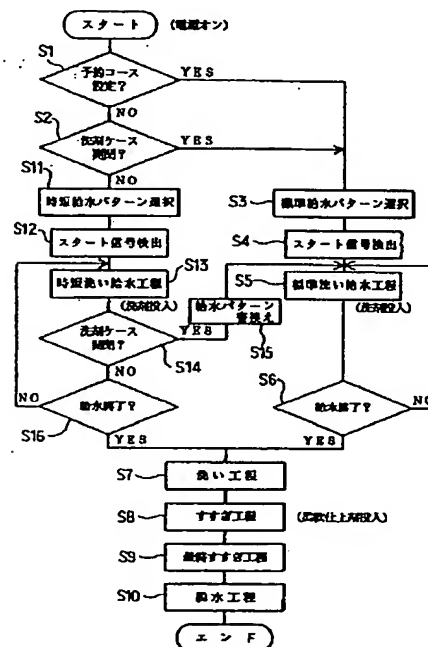 スタート (電源オン)
S1
予約コース
設定?
YES
NO
S2
洗剤ケース
開閉?
YES
NO
S11
時短給水パターン選択
S3
標準給水パターン選択
S12
スタート信号検出
S4
スタート信号検出
S13
時短洗い給水工程
(洗剤投入)
S5
標準洗い給水工程
(洗剤投入)
洗剤ケース
開閉?
YES
S14
NO
給水パターン
書換え
S15
S6
NO
給水終了?
S16
YES
給水終了?
NO
YES
S7
洗い工程
S8
すすぎ工程
(柔軟仕上剤投入)
S9
最終すすぎ工程
S10
脱水工程
エンド